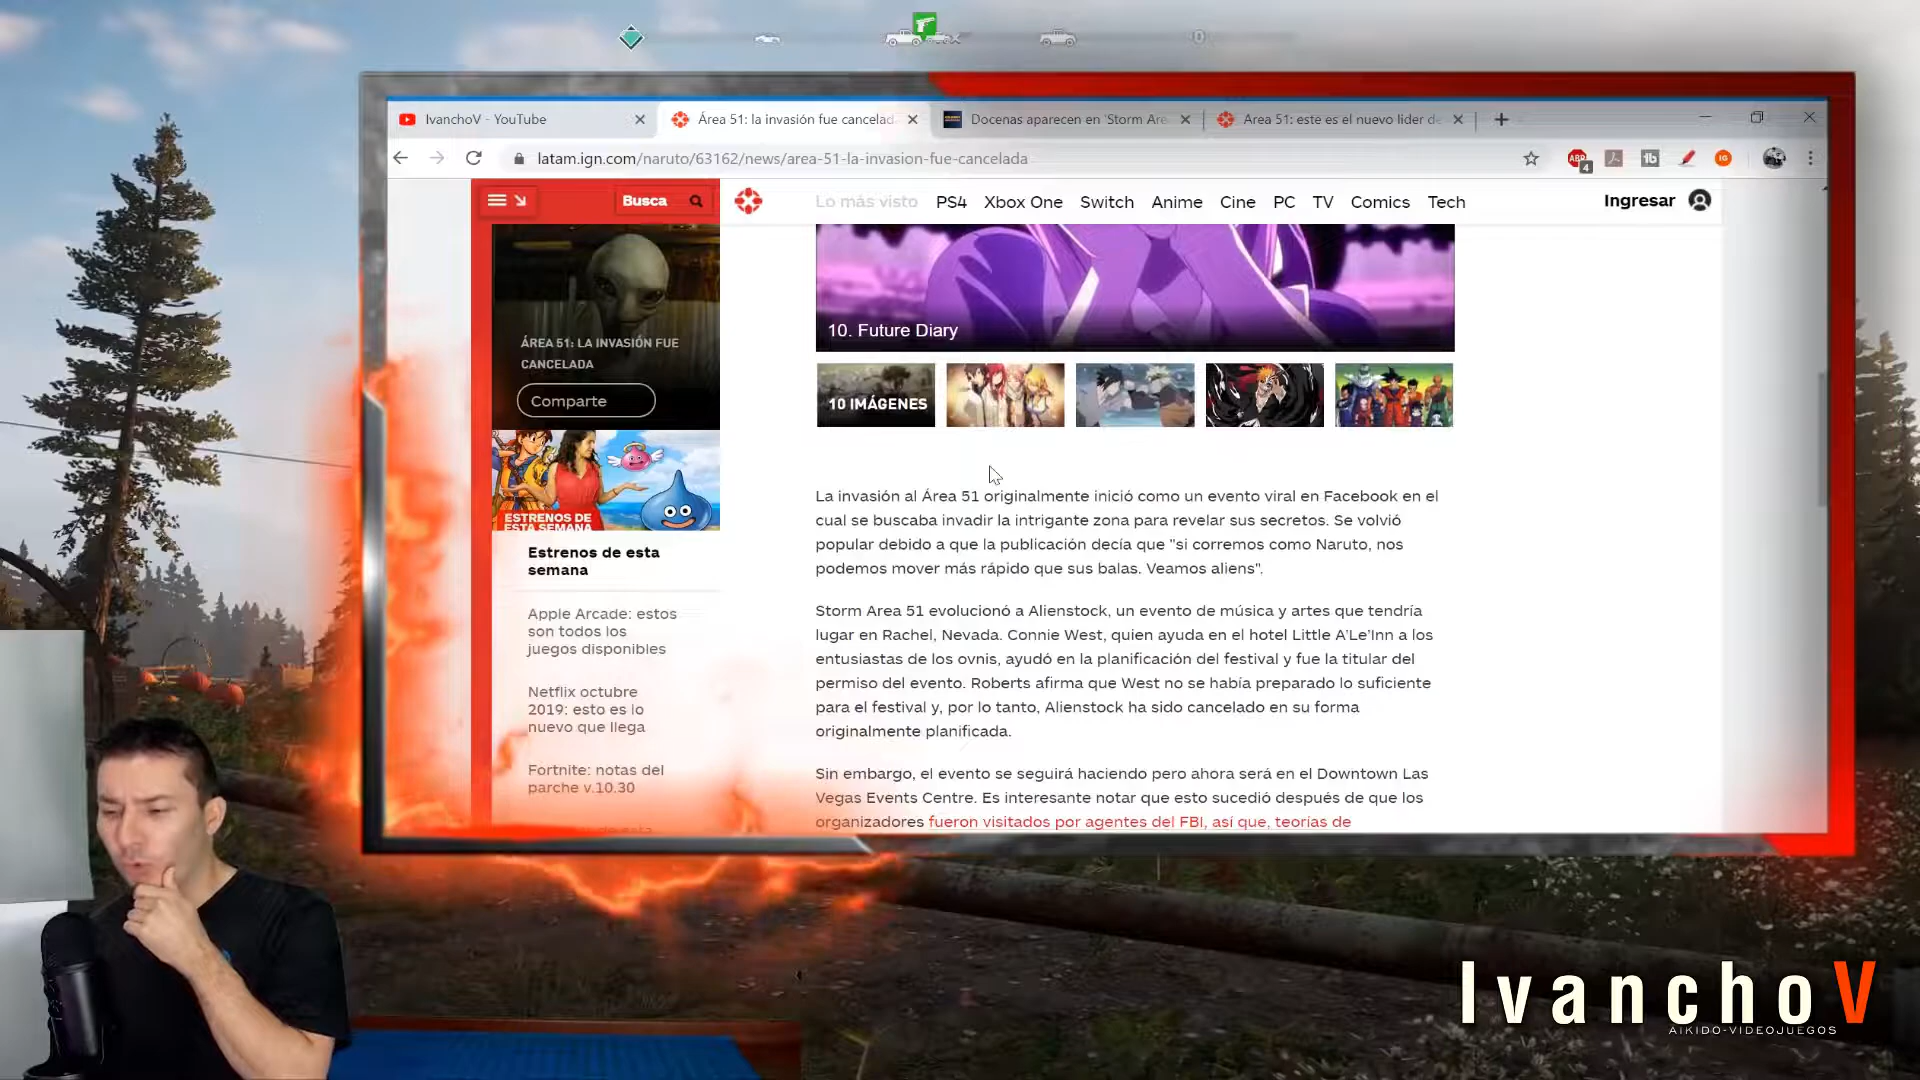 IvanchoV - YouTube
Área 51: la invasión fue cancelad
Docenas aparecen en 'Storm Are
Area 51: este es el nuevo líder de
latam.ign.com/naruto/63162/news/area-51-la-invasion-fue-cancelada
ABP
4
1b
IG
Busca
Lo más visto
PS4
Xbox One
Switch
Anime
Cine
PC
TV
Comics
Tech
Ingresar
ÁREA 51: LA INVASIÓN FUE
CANCELADA
Comparte
ESTRENOS DE
ESTA SEMANA
Estrenos de esta
semana
Apple Arcade: estos
son todos los
juegos disponibles
Netflix octubre
2019: esto es lo
nuevo que llega
Fortnite: notas del
parche v.10.30
10. Future Diary
10 IMÁGENES
La invasión al Área 51 originalmente inició como un evento viral en Facebook en el
cual se buscaba invadir la intrigante zona para revelar sus secretos. Se volvió
popular debido a que la publicación decía que "si corremos como Naruto, nos
podemos mover más rápido que sus balas. Veamos aliens".
Storm Area 51 evolucionó a Alienstock, un evento de música y artes que tendría
lugar en Rachel, Nevada. Connie West, quien ayuda en el hotel Little A'Le'Inn a los
entusiastas de los ovnis, ayudó en la planificación del festival y fue la titular del
permiso del evento. Roberts afirma que West no se había preparado lo suficiente
para el festival y, por lo tanto, Alienstock ha sido cancelado en su forma
originalmente planificada.
Sin embargo, el evento se seguirá haciendo pero ahora será en el Downtown Las
Vegas Events Centre. Es interesante notar que esto sucedió después de que los
organizadores fueron visitados por agentes del FBI, así que, teorías de
IvanchoV
AIKIDO-VIDEOJUEGOS